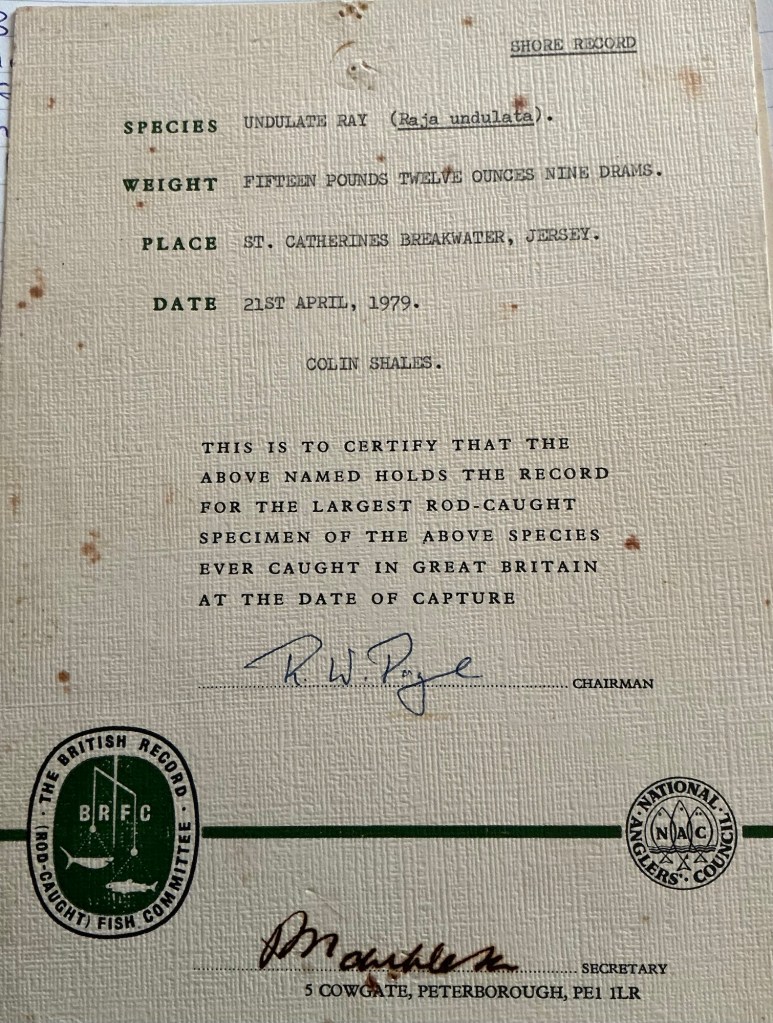 SHORE RECORD
SPECIES UNDULATE RAY (Raja undulata).
WEIGHT FIFTEEN POUNDS TWELVE OUNCES NINE DRAMS.
PLACE ST. CATHERINES BREAKWATER, JERSEY.
DATE 21ST APRIL, 1979.
COLIN SHALES.
THIS IS TO CERTIFY THAT THE
ABOVE NAMED HOLDS THE RECORD
FOR THE LARGEST ROD-CAUGHT
SPECIMEN OF THE ABOVE SPECIES
EVER CAUGHT IN GREAT BRITAIN
AT THE DATE OF CAPTURE
R. W. CHAIRMAN
THE BRITISH RECORD
(ROD-CAUGHT) FISH COMMITTEE
BRFC
NATIONAL
ANGLERS' COUNCIL
NAC
SECRETARY
5 COWGATE, PETERBOROUGH, PE1 1LR